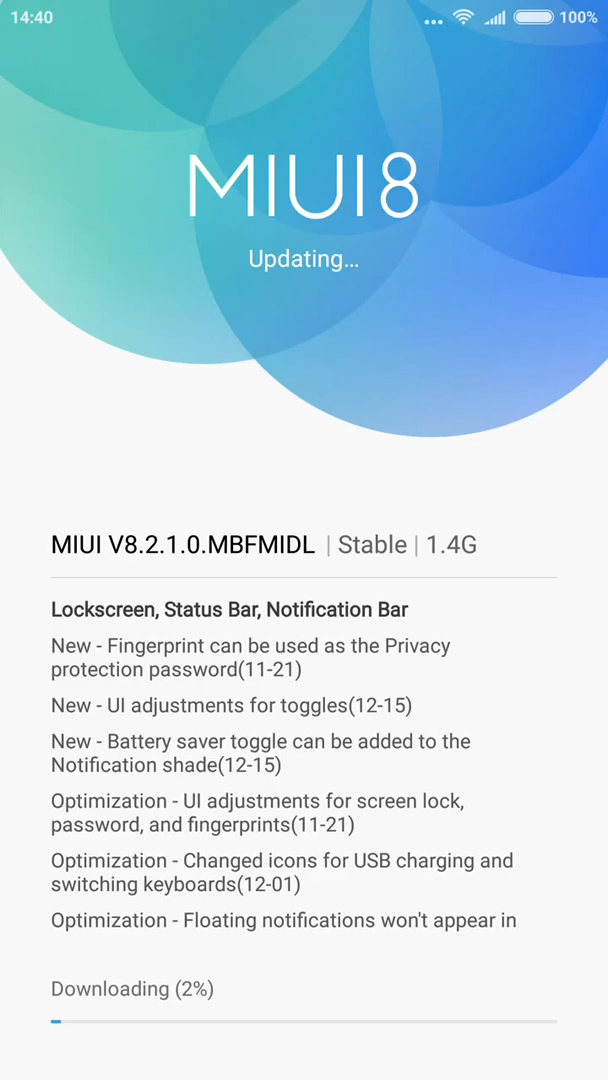 14:40
... 100%
MIUI8
Updating...
MIUI V8.2.1.0.MBFMIDL | Stable | 1.4G
Lockscreen, Status Bar, Notification Bar
New - Fingerprint can be used as the Privacy
protection password(11-21)
New - UI adjustments for toggles(12-15)
New - Battery saver toggle can be added to the
Notification shade(12-15)
Optimization - UI adjustments for screen lock,
password, and fingerprints(11-21)
Optimization - Changed icons for USB charging and
switching keyboards(12-01)
Optimization - Floating notifications won't appear in
Downloading (2%)